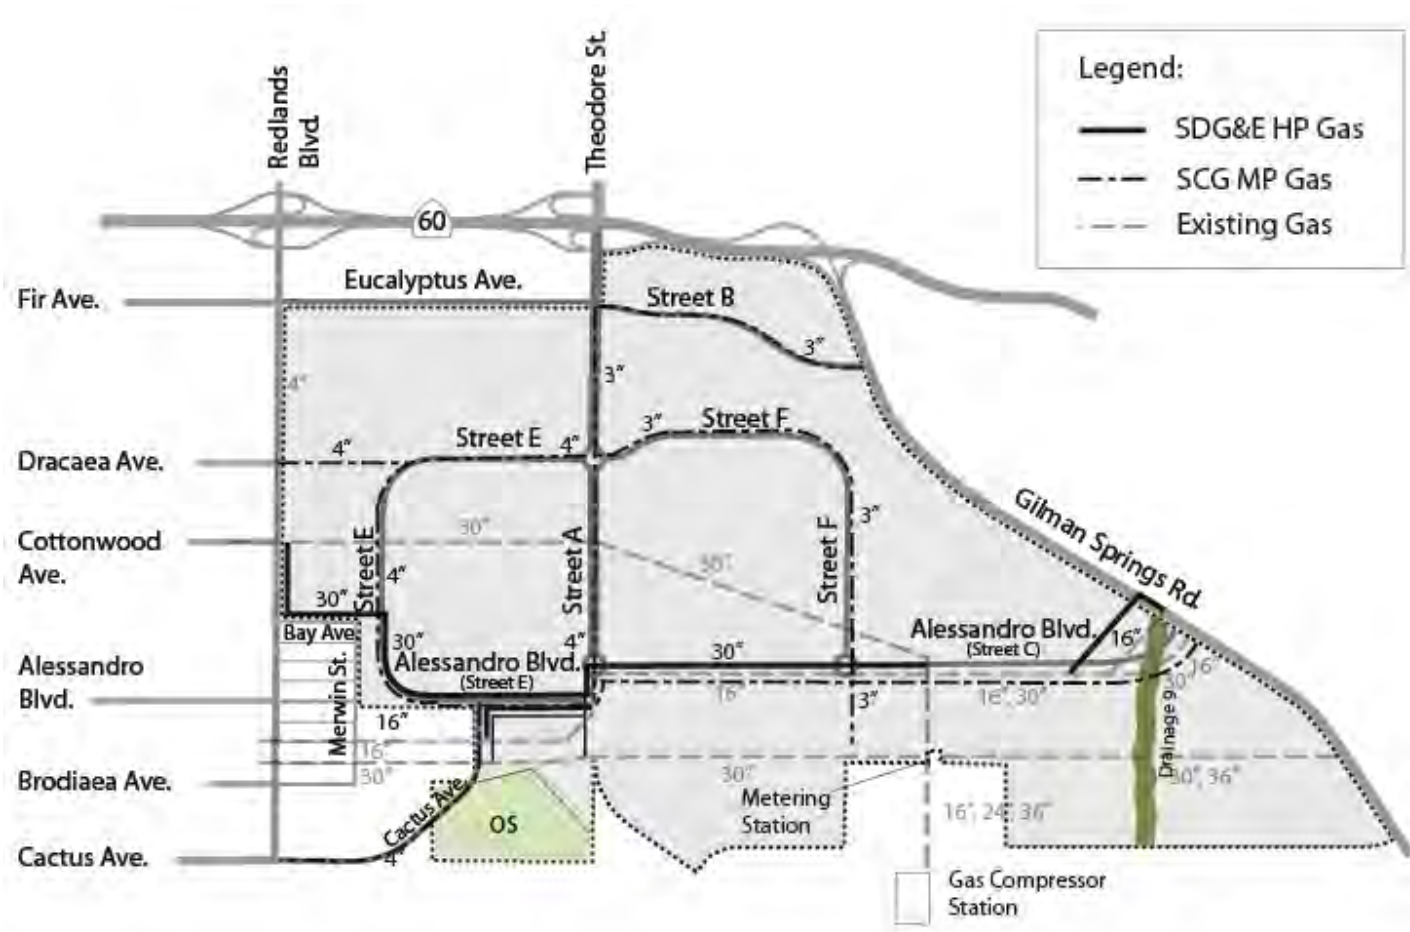 Redlands
Blvd.
Theodore St.
Legend:
SDG&E HP Gas
SCG MP Gas
Existing Gas
60
Fir Ave.
Eucalyptus Ave.
Street B
3"
4"
3"
Street F
3"
Street E
4"
4"
Dracaea Ave.
Cottonwood
Ave.
30"
Street E
4"
Street A
30"
Street F
3"
Gilman Springs Rd.
30"
Bay Ave.
30"
Alessandro Blvd.
(Street E)
4"
30"
Alessandro Blvd.
(Street C)
16"
16"
30"
Alessandro
Blvd.
Merwin St.
16"
16"
3"
16", 30"
Drainage 9
16"
30"
30"
30", 36"
Brodiaea Ave.
Cactus Ave.
OS
Metering
Station
16", 24", 36"
Cactus Ave.
4"
Gas Compressor
Station